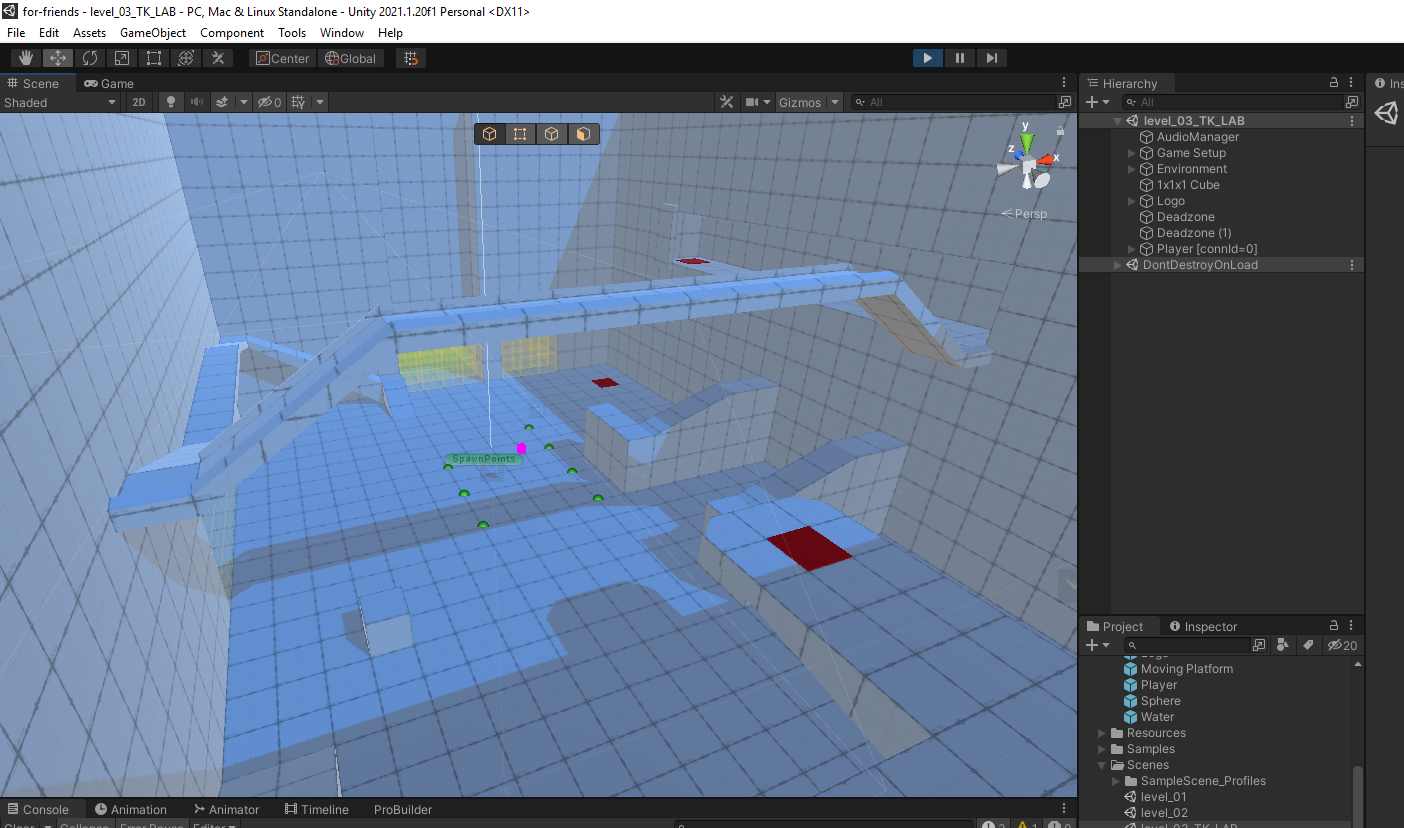 for-friends - level_03_TK_LAB - PC, Mac & Linux Standalone - Unity 2021.1.20f1 Personal <DX11>
File Edit Assets GameObject Component Tools Window Help
Center Global
Scene Game
Shaded 2D 0 Gizmos All
y
z x
Persp
SpawnPoints
Hierarchy
All
level_03_TK_LAB
AudioManager
Game Setup
Environment
1x1x1 Cube
Logo
Deadzone
Deadzone (1)
Player [connId=0]
DontDestroyOnLoad
Ins
Project Inspector
20
Logo
Moving Platform
Player
Sphere
Water
Resources
Samples
Scenes
SampleScene_Profiles
level_01
level_02
level_03_TK_LAB
Console Animation Animator Timeline ProBuilder
Clear Collapse Error Pause Editor